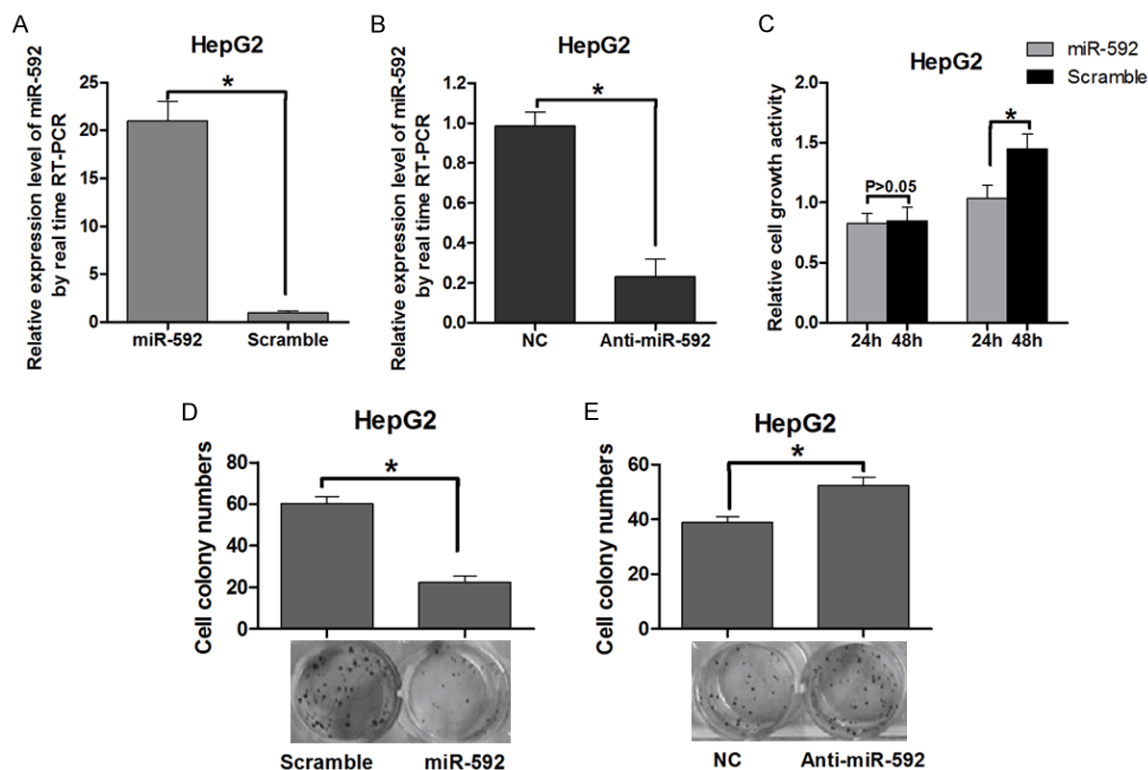 A
HepG2
Relative expression level of miR-592
by real time RT-PCR
25
20
15
10
5
0
*
miR-592 Scramble
B
HepG2
Relative expression level of miR-592
by real time RT-PCR
1.2
1.0
0.8
0.6
0.4
0.2
0.0
*
NC Anti-miR-592
C
miR-592
Scramble
HepG2
Relative cell growth activity
2.0
1.5
1.0
0.5
0.0
P>0.05
*
24h 48h 24h 48h
D
HepG2
Cell colony numbers
80
60
40
20
0
*
Scramble miR-592
E
HepG2
Cell colony numbers
60
40
20
0
*
NC Anti-miR-592